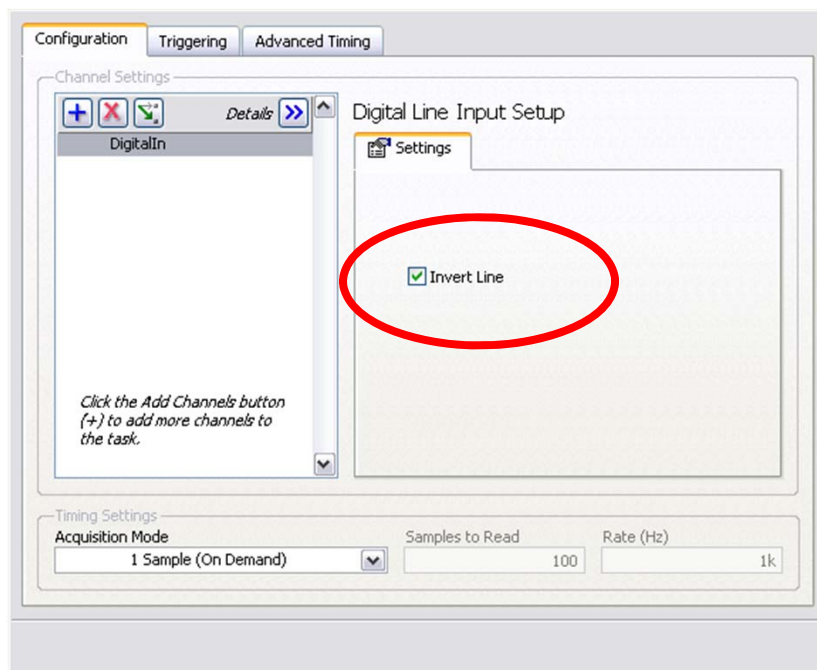 Configuration Triggering Advanced Timing
Channel Settings
Details
DigitalIn
Click the Add Channels button
(+) to add more channels to
the task.
Digital Line Input Setup
Settings
Invert Line
Timing Settings
Acquisition Mode
1 Sample (On Demand)
Samples to Read
100
Rate (Hz)
1k